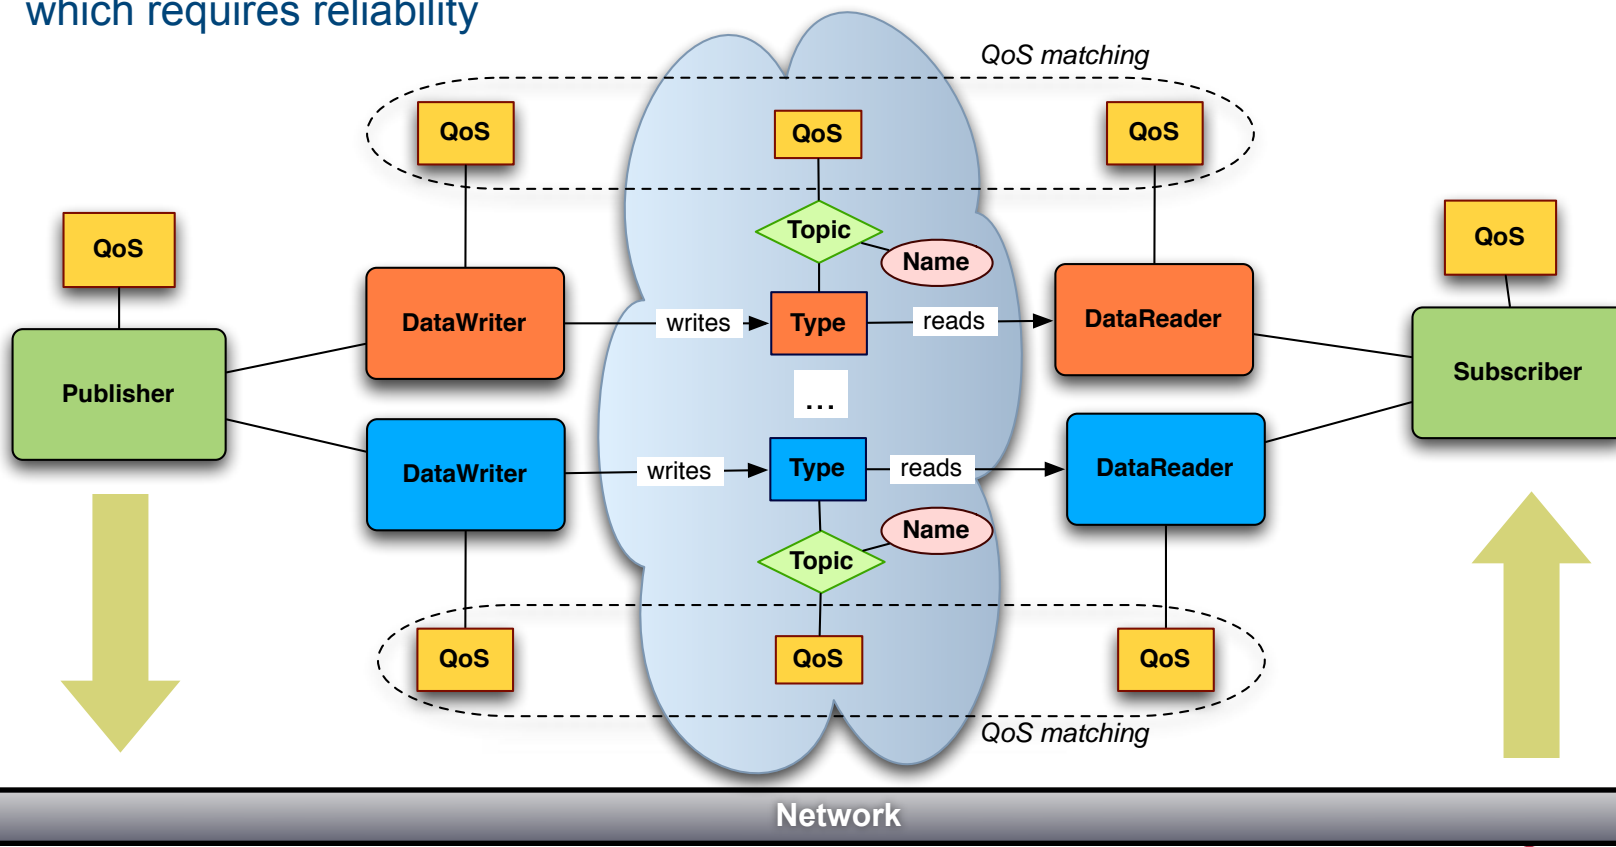 which requires reliability
QoS matching
QoS
QoS
QoS
QoS
QoS
Topic
Name
DataWriter
writes
Type
reads
DataReader
Publisher
Subscriber
...
DataWriter
writes
Type
reads
DataReader
Name
Topic
QoS
QoS
QoS
QoS matching
Network